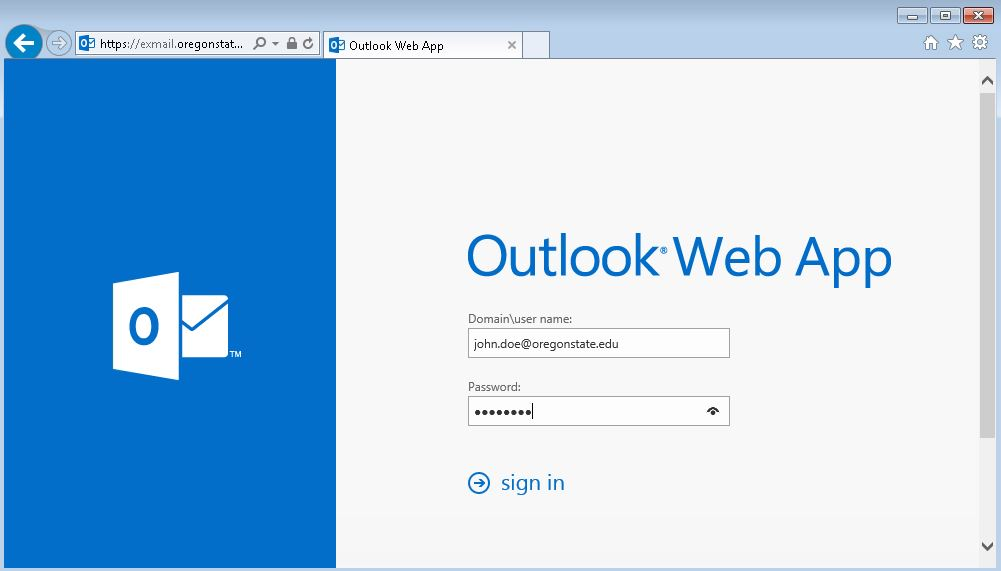 https://exmail.oregonstat...
Outlook Web App
Outlook® Web App
O
TM
Domain\user name:
john.doe@oregonstate.edu
Password:
••••••••
sign in